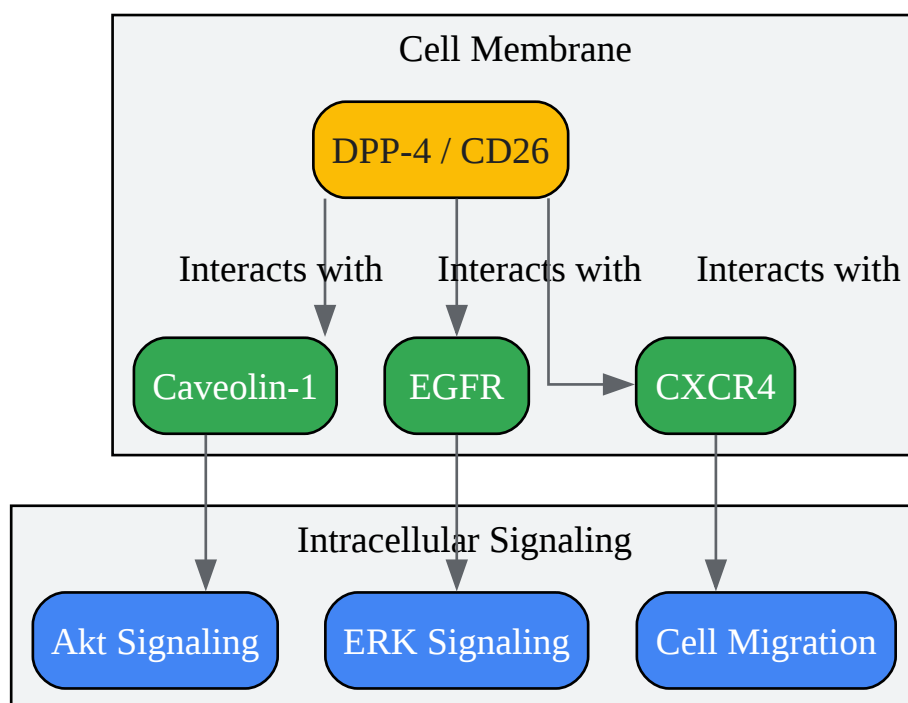 Cell Membrane
DPP-4 / CD26
Interacts with
Interacts with
Interacts with
Caveolin-1
EGFR
CXCR4
Intracellular Signaling
Akt Signaling
ERK Signaling
Cell Migration